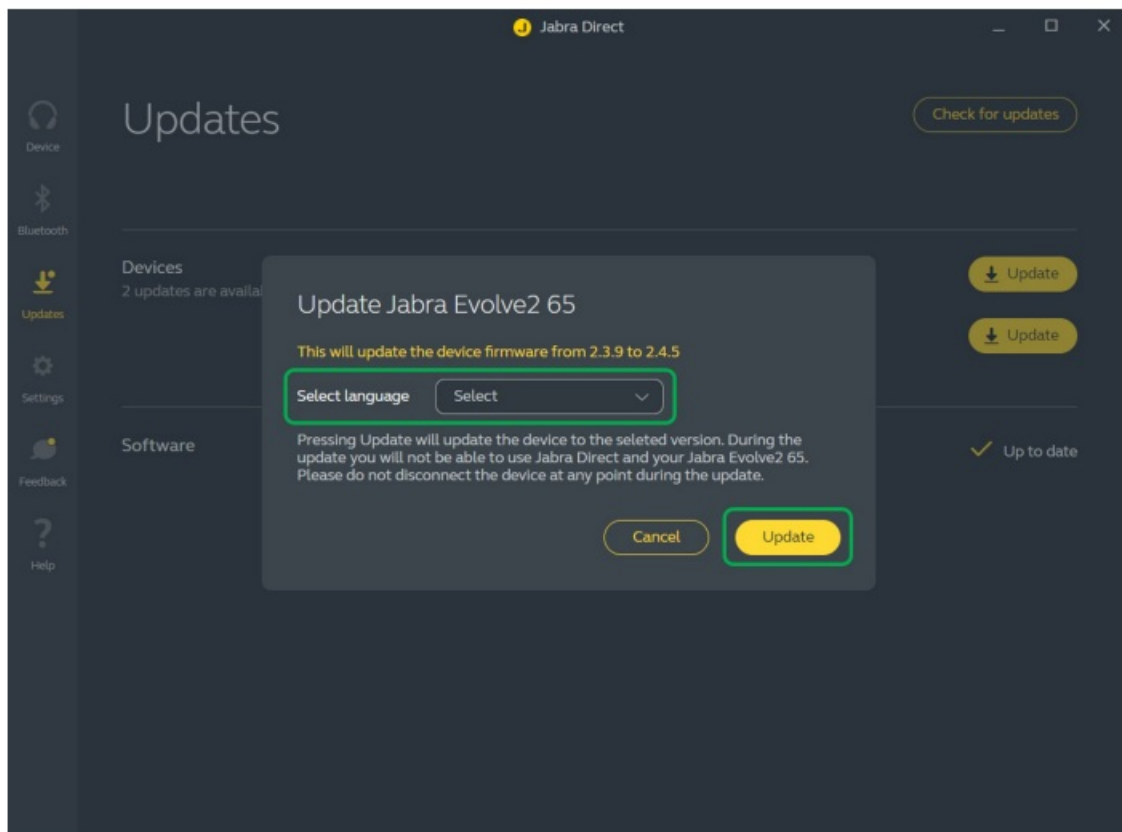 Jabra Direct
Device
Bluetooth
Updates
Settings
Feedback
Help
Updates
Check for updates
Devices
2 updates are availa
Update
Update
Update Jabra Evolve2 65
This will update the device firmware from 2.3.9 to 2.4.5
Select language Select
Pressing Update will update the device to the seleted version. During the
update you will not be able to use Jabra Direct and your Jabra Evolve2 65.
Please do not disconnect the device at any point during the update.
Cancel Update
Software
Up to date